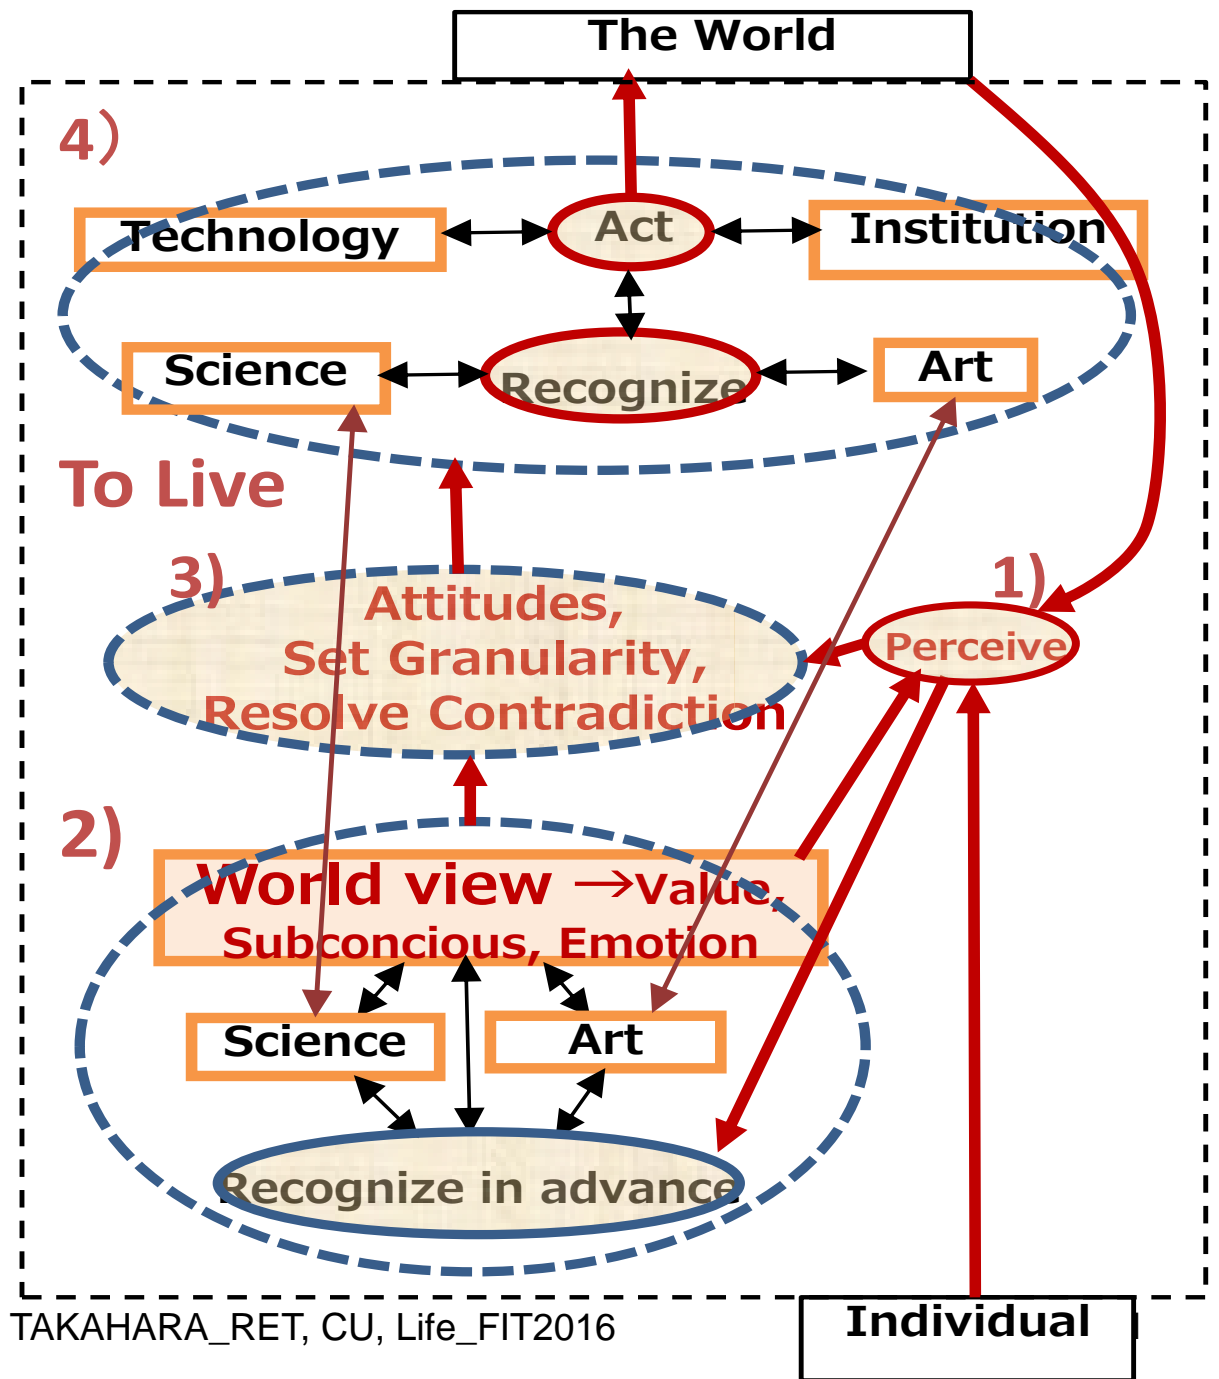 The World
4)
Technology
Act
Institution
Science
Recognize
Art
To Live
3)
1)
Attitudes,
Set Granularity,
Resolve Contradiction
Perceive
2)
World view →Value,
Subconcious, Emotion
Science
Art
Recognize in advance
TAKAHARA_RET, CU, Life_FIT2016
Individual